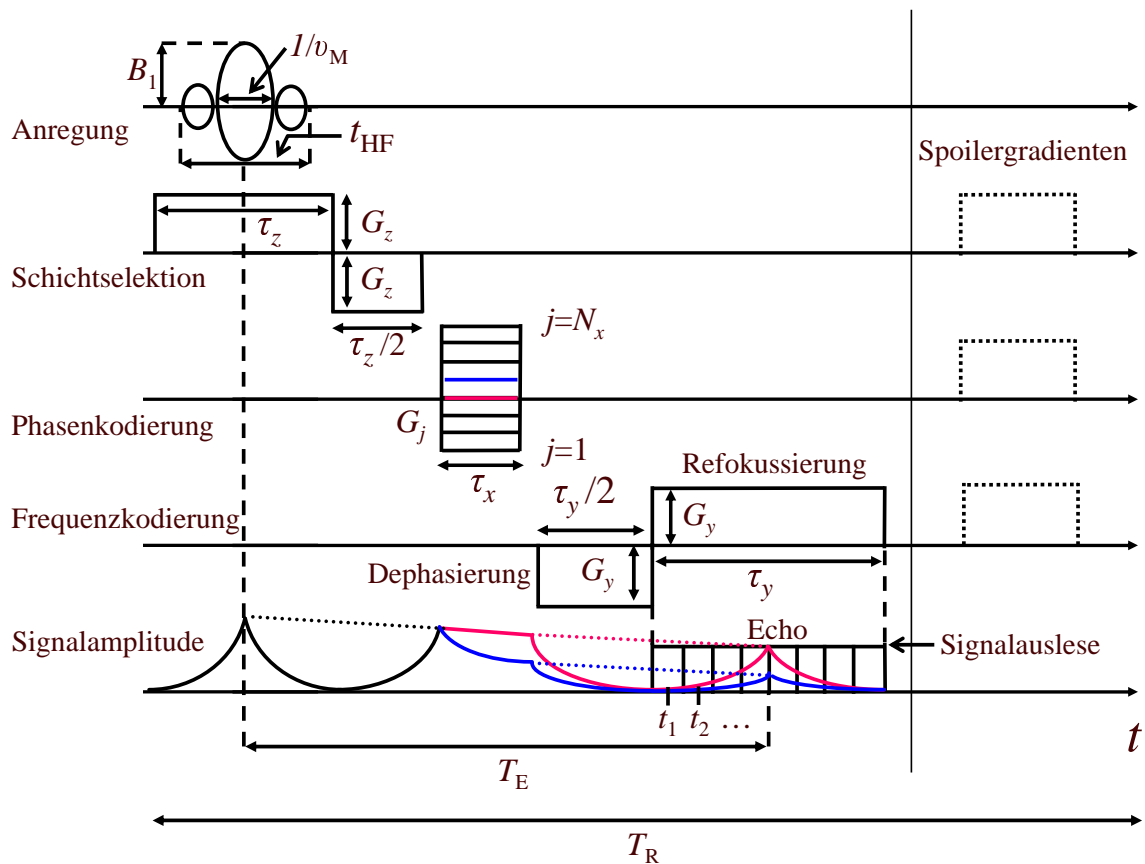 1/υM
B1
Anregung
tHF
Spoilergradienten
τz
Gz
Schichtselektion
Gz
τz/2
j=Nx
Phasenkodierung
Gj
j=1
τx
Refokussierung
τy/2
Frequenzkodierung
Gy
Dephasierung
Gy
τy
Signalamplitude
Echo
Signalauslese
t1 t2 …
t
TE
TR